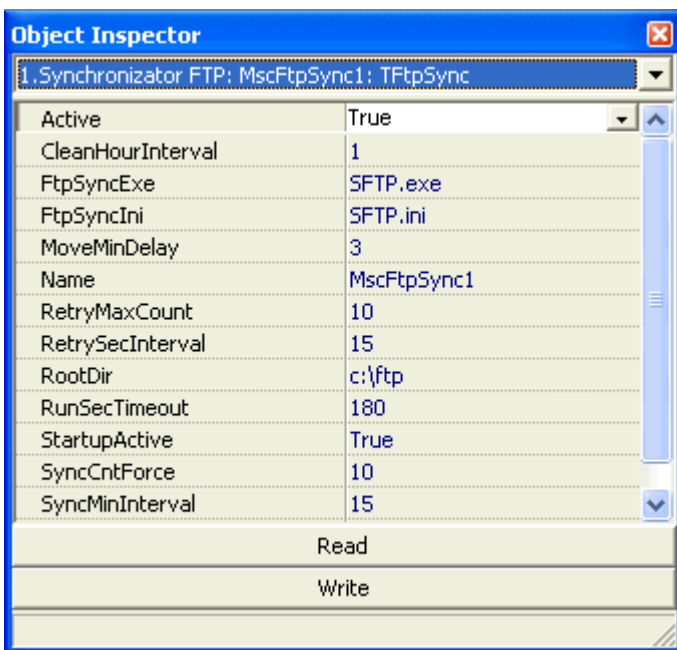 Object Inspector
1.Synchronizator FTP: MscFtpSync1: TFtpSync
Active True
CleanHourInterval 1
FtpSyncExe SFTP.exe
FtpSyncIni SFTP.ini
MoveMinDelay 3
Name MscFtpSync1
RetryMaxCount 10
RetrySecInterval 15
RootDir c:\ftp
RunSecTimeout 180
StartupActive True
SyncCntForce 10
SyncMinInterval 15
Read
Write